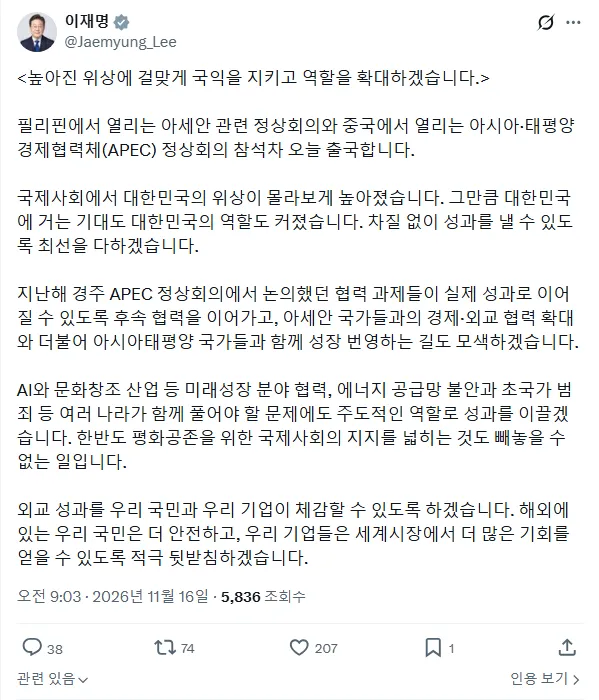 이재명
@Jaemyung_Lee
<높아진 위상에 걸맞게 국익을 지키고 역할을 확대하겠습니다.>
필리핀에서 열리는 아세안 관련 정상회의와 중국에서 열리는 아시아·태평양
경제협력체(APEC) 정상회의 참석차 오늘 출국합니다.
국제사회에서 대한민국의 위상이 몰라보게 높아졌습니다. 그만큼 대한민국
에 거는 기대도 대한민국의 역할도 커졌습니다. 차질 없이 성과를 낼 수 있도
록 최선을 다하겠습니다.
지난해 경주 APEC 정상회의에서 논의했던 협력 과제들이 실제 성과로 이어
질 수 있도록 후속 협력을 이어가고, 아세안 국가들과의 경제·외교 협력 확대
와 더불어 아시아태평양 국가들과 함께 성장 번영하는 길도 모색하겠습니다.
AI와 문화창조 산업 등 미래성장 분야 협력, 에너지 공급망 불안과 초국가 범
죄 등 여러 나라가 함께 풀어야 할 문제에도 주도적인 역할로 성과를 이끌겠
습니다. 한반도 평화공존을 위한 국제사회의 지지를 넓히는 것도 빼놓을 수
없는 일입니다.
외교 성과를 우리 국민과 우리 기업이 체감할 수 있도록 하겠습니다. 해외에
있는 우리 국민은 더 안전하고, 우리 기업들은 세계시장에서 더 많은 기회를
얻을 수 있도록 적극 뒷받침하겠습니다.
오전 9:03 · 2026년 11월 16일 · 5,836 조회수
38 74 207 1
관련 있음 인용 보기